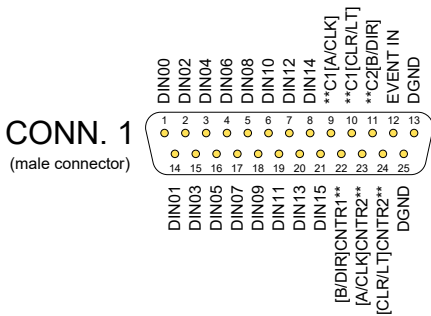 DIN00
DIN02
DIN04
DIN06
DIN08
DIN10
DIN12
DIN14
**C1[A/CLK]
**C1[CLR/LT]
**C2[B/DIR]
EVENT IN
DGND
CONN. 1
(male connector)
1 2 3 4 5 6 7 8 9 10 11 12 13
14 15 16 17 18 19 20 21 22 23 24 25
DIN01
DIN03
DIN05
DIN07
DIN09
DIN11
DIN13
DIN15
[B/DIR]CNTR1**
[A/CLK]CNTR2**
[CLR/LT]CNTR2**
DGND